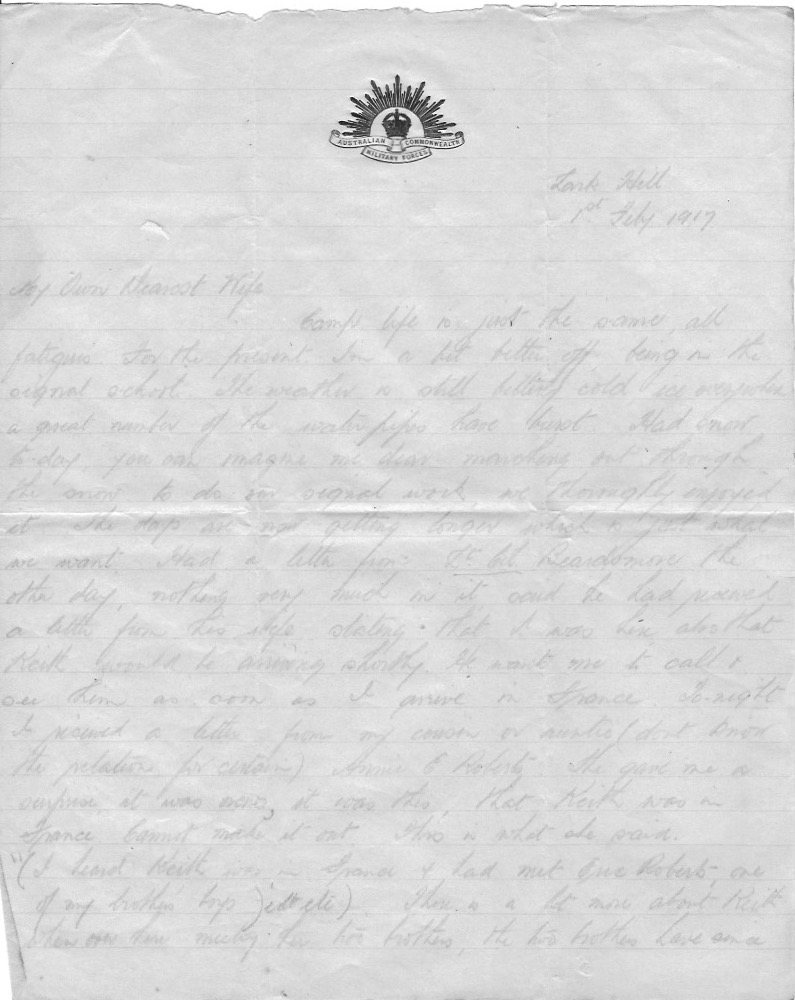 AUSTRALIAN COMMONWEALTH
MILITARY FORCES
Lark Hill
1st Feby 1917
My Own Dearest Wife
Camp life is just the same, all
fatigues for the present. Im a bit better off being in the
signal school. The weather is still bitterly cold ice everywhere
a great number of the water pipes have burst. Had snow
to-day you can imagine me dear marching out through
the snow to do our signal work, we thoroughly enjoyed
it. The days are now getting longer which is just what
we want. Had a letter from Lt Col Beardsmore the
other day, nothing very much in it, said he had received
a letter from his wife stating that I was here also that
Keith would be arriving shortly. He want me to call &
see them as soon as I arrive in France. To-night
I received a letter from my cousin or auntie (dont know
the relation for certain) Annie E Roberts. She gave me a
surprise, it was news, it was this, that Keith was in
France. Cannot make it out. This is what she said.
"(I heard Keith was in France & had met Roberts, one
of my brothers boys) etc etc). There is a lot more about Keith
meeting her two brothers, the two brothers have since